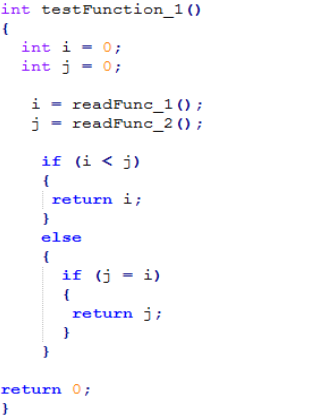 int testFunction_1()
{
int i = 0;
int j = 0;
i = readFunc_1();
j = readFunc_2();
if (i < j)
{
return i;
}
else
{
if (j = i)
{
return j;
}
}
return 0;
}